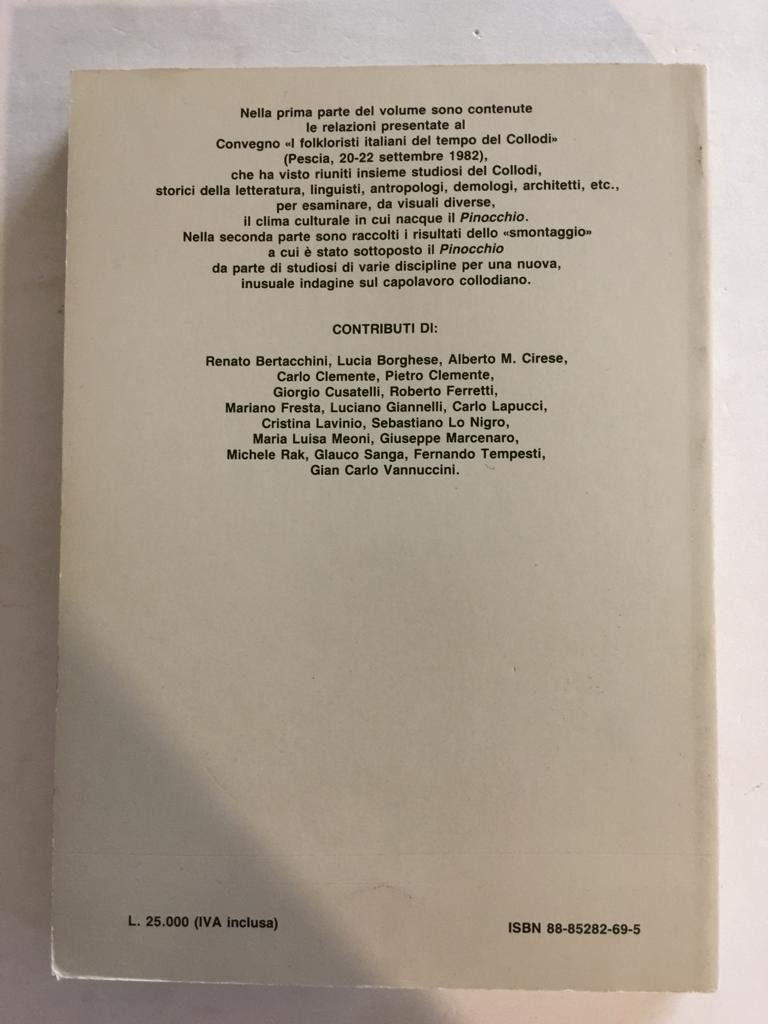 Nella prima parte del volume sono contenute
le relazioni presentate al
Convegno «I folkloristi italiani del tempo del Collodi»
(Pescia, 20-22 settembre 1982),
che ha visto riuniti insieme studiosi del Collodi,
storici della letteratura, linguisti, antropologi, demologi, architetti, etc.,
per esaminare, da visuali diverse,
il clima culturale in cui nacque il Pinocchio.
Nella seconda parte sono raccolti i risultati dello «smontaggio»
a cui è stato sottoposto il Pinocchio
da parte di studiosi di varie discipline per una nuova,
inusuale indagine sul capolavoro collodiano.
CONTRIBUTI DI:
Renato Bertacchini, Lucia Borghese, Alberto M. Cirese,
Carlo Clemente, Pietro Clemente,
Giorgio Cusatelli, Roberto Ferretti,
Mariano Fresta, Luciano Giannelli, Carlo Lapucci,
Cristina Lavinio, Sebastiano Lo Nigro,
Maria Luisa Meoni, Giuseppe Marcenaro,
Michele Rak, Glauco Sanga, Fernando Tempesti,
Gian Carlo Vannuccini.
L. 25.000 (IVA inclusa)
ISBN 88-85282-69-5